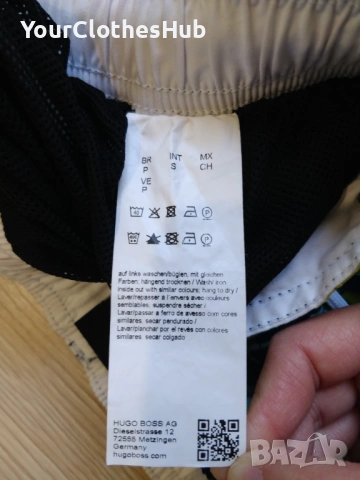 YourClothesHub
BR INT MX
P S CH
VE
P
40 P
P
auf links waschen/bügeln, mit gleichen
Farben, hängend trocknen / Wash/ iron
inside out with similar colours; hung to dry /
Laver/repasser à l'envers avec couleurs
semblables, suspendre sécher /
Lavar/passar a ferro de avesso com cores
similares, secar pendurado /
Lavar/planchar por el revés con colores
similares, secar colgado
HUGO BOSS AG
Dieselstrasse 12
72555 Metzingen
Germany
hugoboss.com
bazar